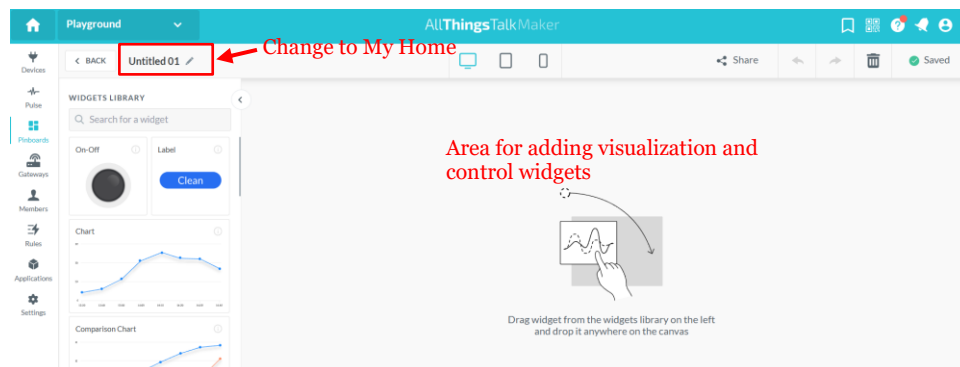 Playground
AllThingsTalk Maker
Devices
Pulse
Pinboards
Gateways
Members
Rules
Applications
Settings
< BACK
Untitled 01
Change to My Home
Share
Saved
WIDGETS LIBRARY
Search for a widget
On-Off
Label
Clean
Chart
Comparison Chart
Area for adding visualization and
control widgets
Drag widget from the widgets library on the left
and drop it anywhere on the canvas